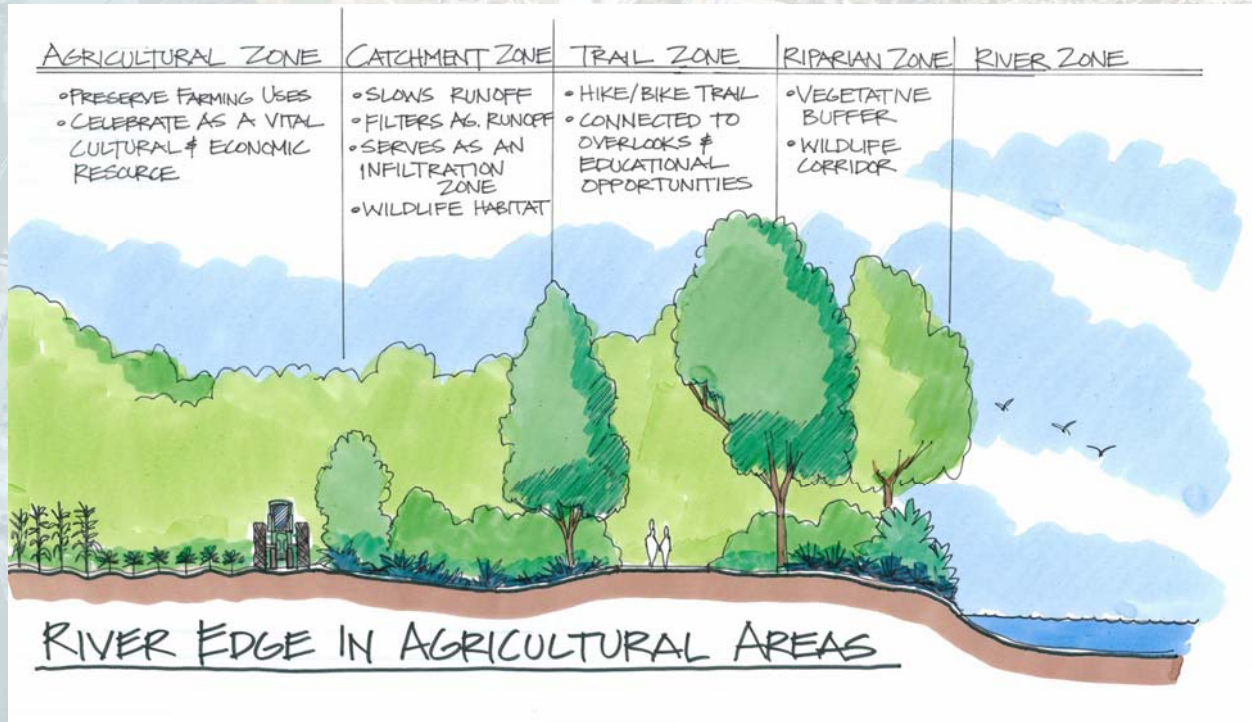 AGRICULTURAL ZONE
• PRESERVE FARMING USES
• CELEBRATE AS A VITAL
CULTURAL & ECONOMIC
RESOURCE
CATCHMENT ZONE
• SLOWS RUNOFF
• FILTERS AG. RUNOFF
• SERVES AS AN
INFILTRATION
ZONE
• WILDLIFE HABITAT
TRAIL ZONE
• HIKE/BIKE TRAIL
• CONNECTED TO
OVERLOOKS &
EDUCATIONAL
OPPORTUNITIES
RIPARIAN ZONE
• VEGETATIVE
BUFFER
• WILDLIFE
CORRIDOR
RIVER ZONE
RIVER EDGE IN AGRICULTURAL AREAS